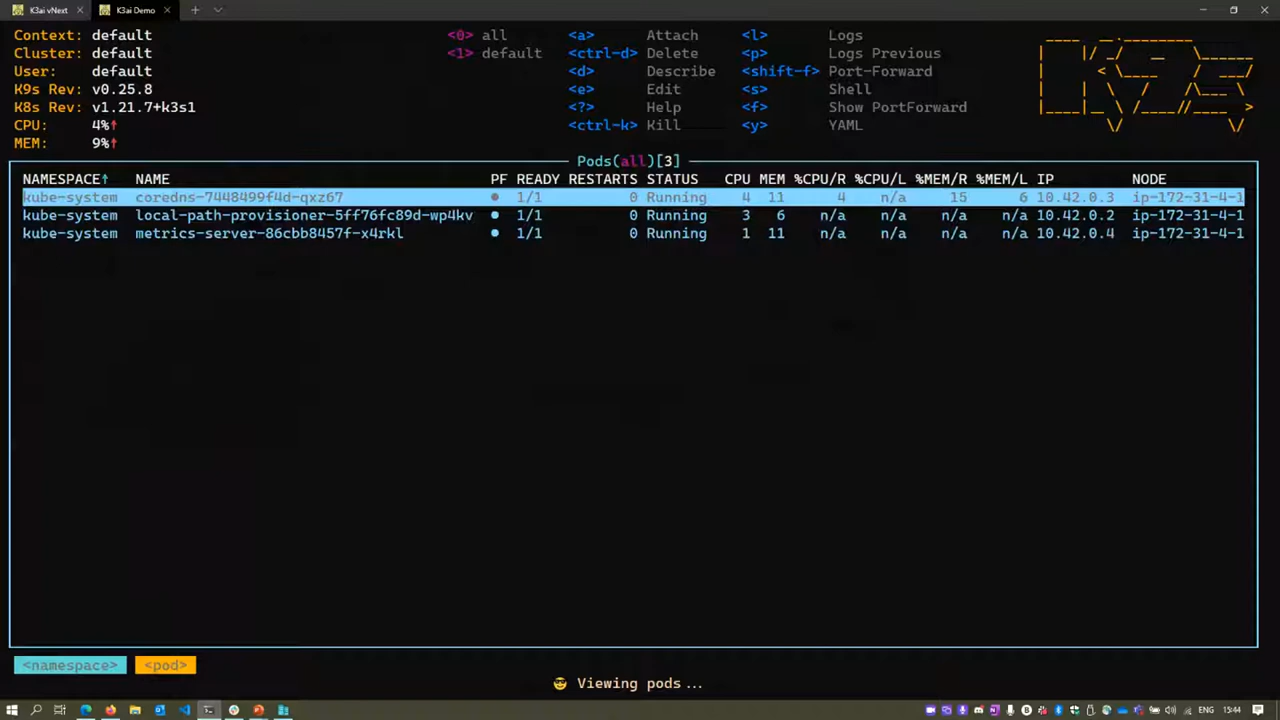 K3ai vNext × K3ai Demo ×
Context: default <0> all <a> Attach <l> Logs
Cluster: default <1> default <ctrl-d> Delete <p> Logs Previous
User: default <d> Describe <shift-f> Port-Forward
K9s Rev: v0.25.8 <e> Edit <s> Shell
K8s Rev: v1.21.7+k3s1 <?> Help <f> Show PortForward
CPU: 4%↑ <ctrl-k> Kill <y> YAML
MEM: 9%↑
Pods(all)[3]
NAMESPACE↑ NAME PF READY RESTARTS STATUS CPU MEM %CPU/R %CPU/L %MEM/R %MEM/L IP NODE
kube-system coredns-7448499f4d-qxz67 ● 1/1 0 Running 4 11 4 n/a 15 6 10.42.0.3 ip-172-31-4-1
kube-system local-path-provisioner-5ff76fc89d-wp4kv ● 1/1 0 Running 3 6 n/a n/a n/a n/a 10.42.0.2 ip-172-31-4-1
kube-system metrics-server-86cbb8457f-x4rkl ● 1/1 0 Running 1 11 n/a n/a n/a n/a 10.42.0.4 ip-172-31-4-1
<namespace> <pod>
😎 Viewing pods...
ENG 15:44